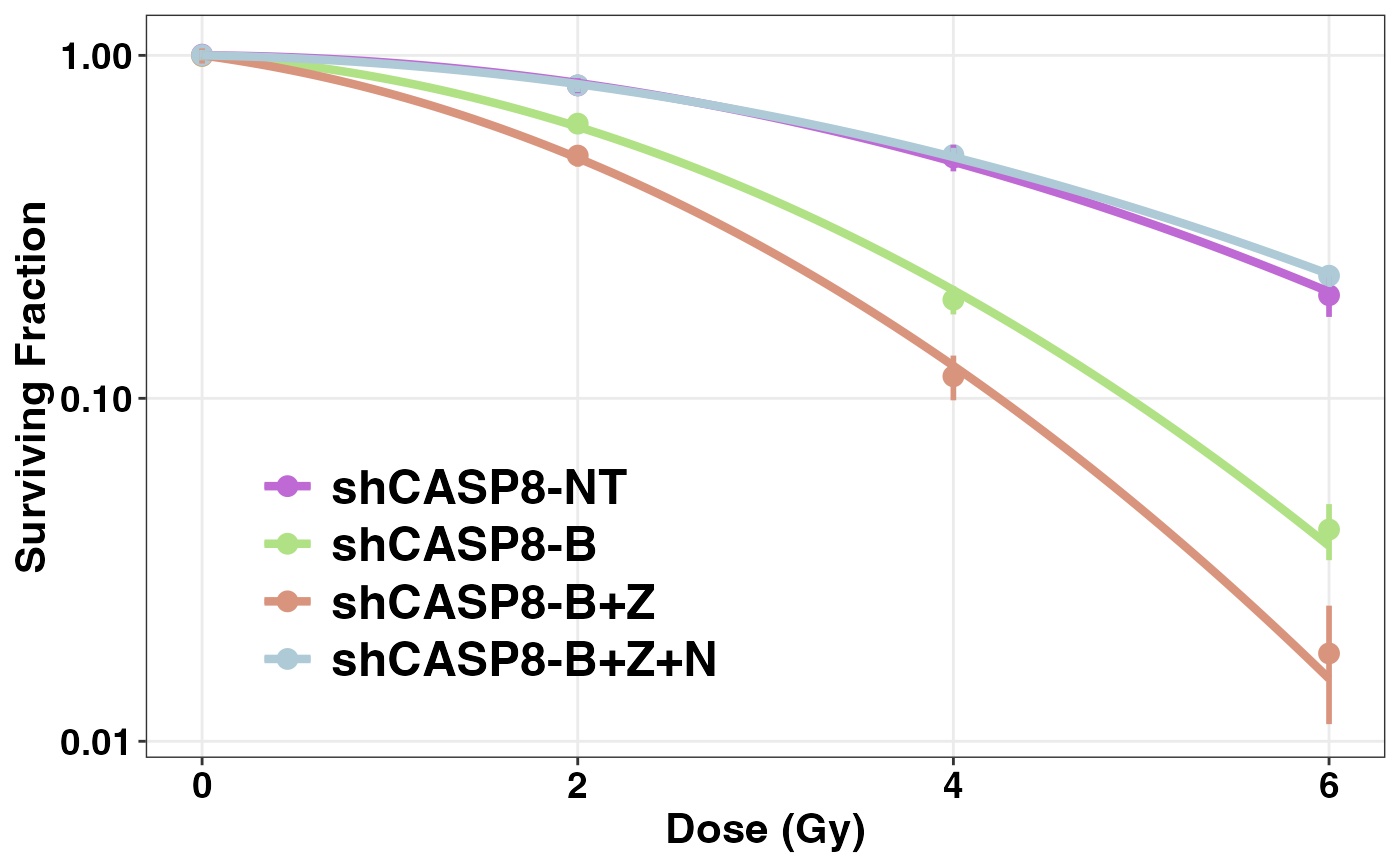 Surviving Fraction
1.00
0.10
0.01
shCASP8-NT
shCASP8-B
shCASP8-B+Z
shCASP8-B+Z+N
0 2 4 6
Dose (Gy)